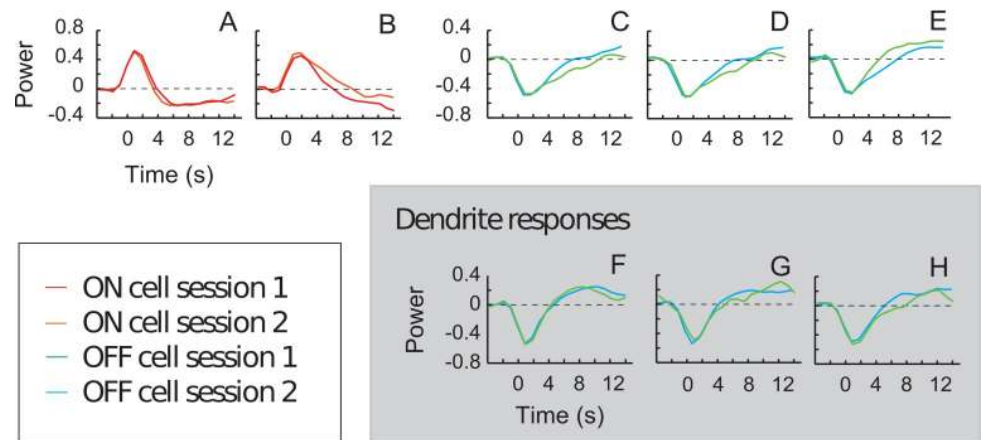 A B C D E
0.8
0.4
0
-0.4
Power
0 4 8 12
0 4 8 12
Time (s)
0.4
0
-0.4
-0.8
0 4 8 12
0 4 8 12
0 4 8 12
Dendrite responses
F G H
0.4
0
-0.4
-0.8
Power
0 4 8 12
0 4 8 12
0 4 8 12
Time (s)
ON cell session 1
ON cell session 2
OFF cell session 1
OFF cell session 2